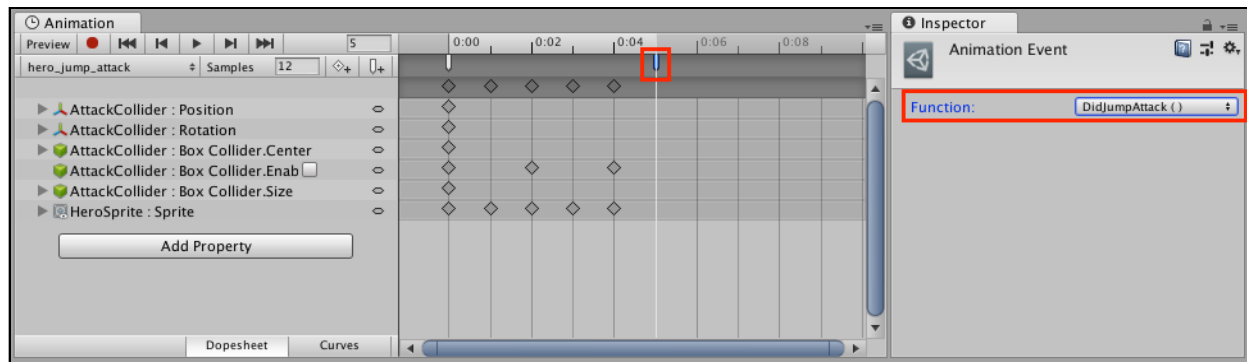 Animation
Preview 5 0:00 0:02 0:04 0:06 0:08
hero_jump_attack Samples 12
AttackCollider : Position
AttackCollider : Rotation
AttackCollider : Box Collider.Center
AttackCollider : Box Collider.Enab
AttackCollider : Box Collider.Size
HeroSprite : Sprite
Add Property
Dopesheet Curves
Inspector
Animation Event
Function: DidJumpAttack ( )